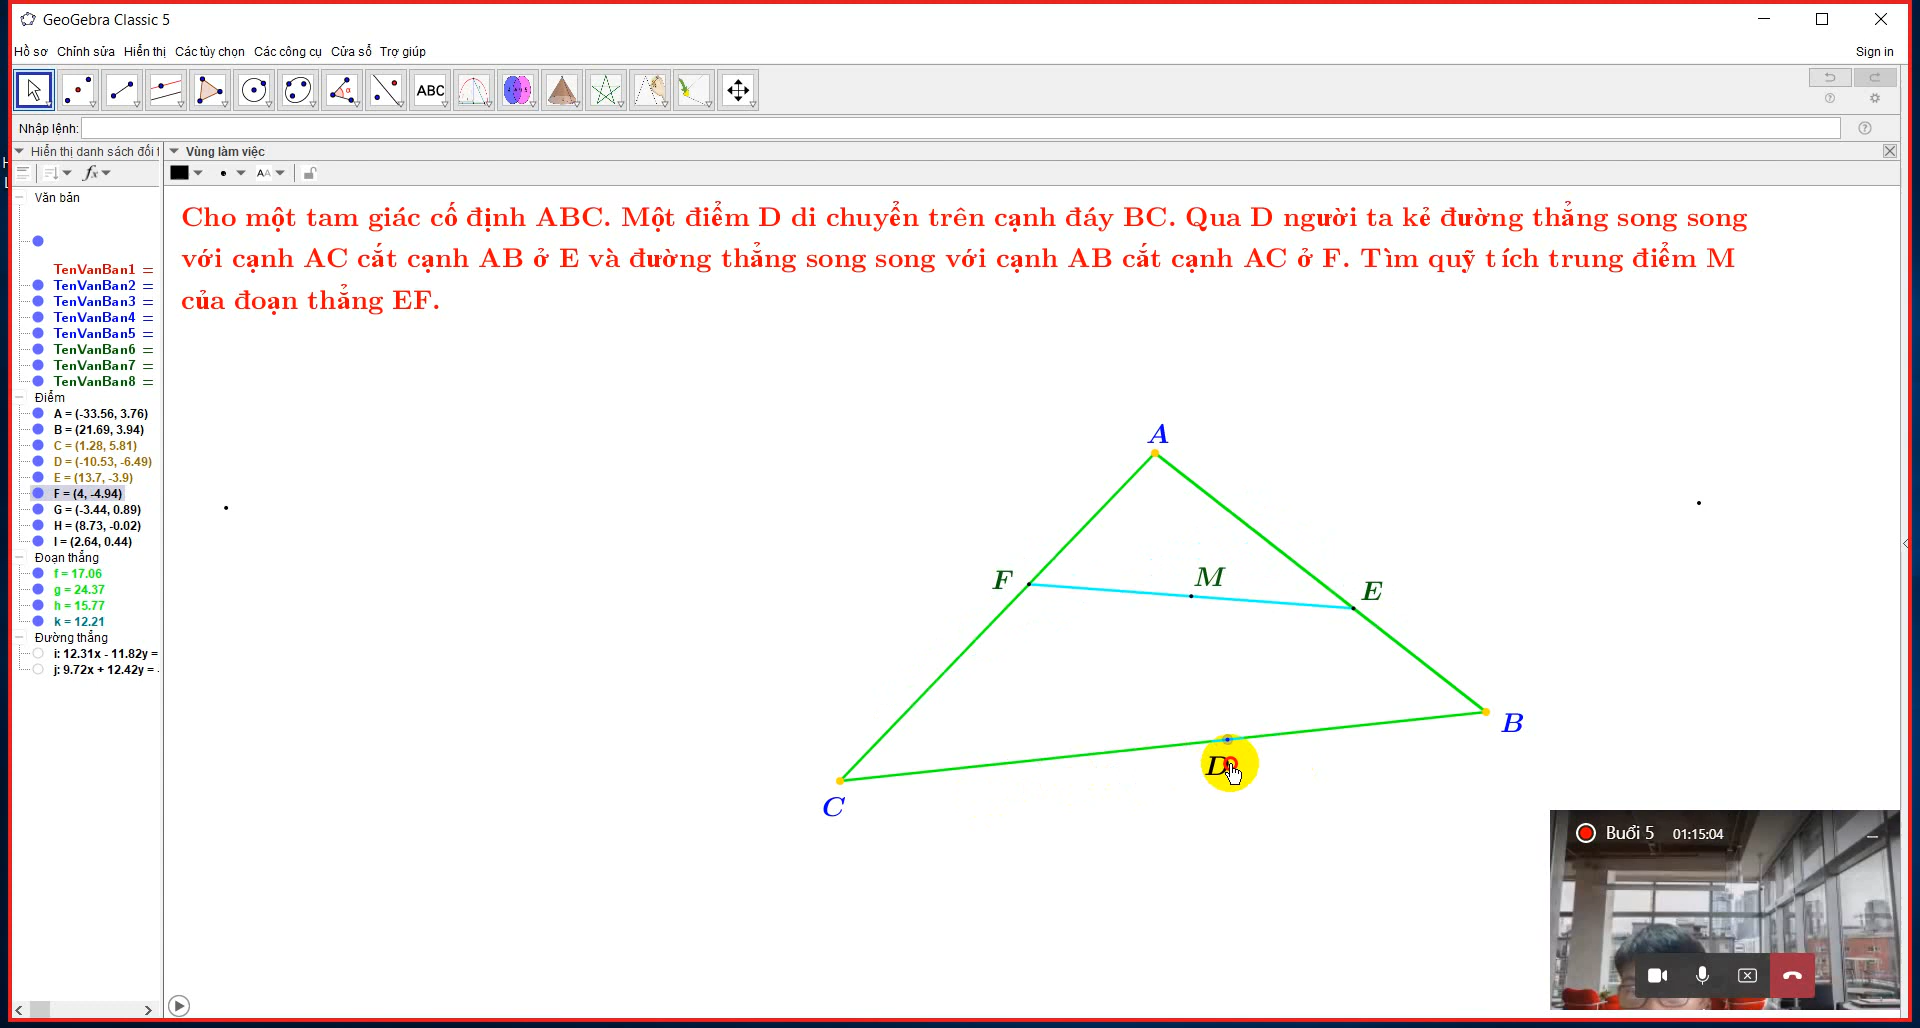 GeoGebra Classic 5
Hồ sơ Chỉnh sửa Hiển thị Các tùy chọn Các công cụ Cửa sổ Trợ giúp
Sign in
ABC
Nhập lệnh:
Hiển thị danh sách đối t
Vùng làm việc
fx
AA
Văn bản
TenVanBan1 =
TenVanBan2 =
TenVanBan3 =
TenVanBan4 =
TenVanBan5 =
TenVanBan6 =
TenVanBan7 =
TenVanBan8 =
Điểm
A = (-33.56, 3.76)
B = (21.69, 3.94)
C = (1.28, 5.81)
D = (-10.53, -6.49)
E = (13.7, -3.9)
F = (4, -4.94)
G = (-3.44, 0.89)
H = (8.73, -0.02)
I = (2.64, 0.44)
Đoạn thẳng
f = 17.06
g = 24.37
h = 15.77
k = 12.21
Đường thẳng
i: 12.31x - 11.82y =
j: 9.72x + 12.42y = -
Cho một tam giác cố định ABC. Một điểm D di chuyển trên cạnh đáy BC. Qua D người ta kẻ đường thẳng song song
với cạnh AC cắt cạnh AB ở E và đường thẳng song song với cạnh AB cắt cạnh AC ở F. Tìm quỹ tích trung điểm M
của đoạn thẳng EF.
A
F
M
E
B
D
C
Buổi 5 01:15:04